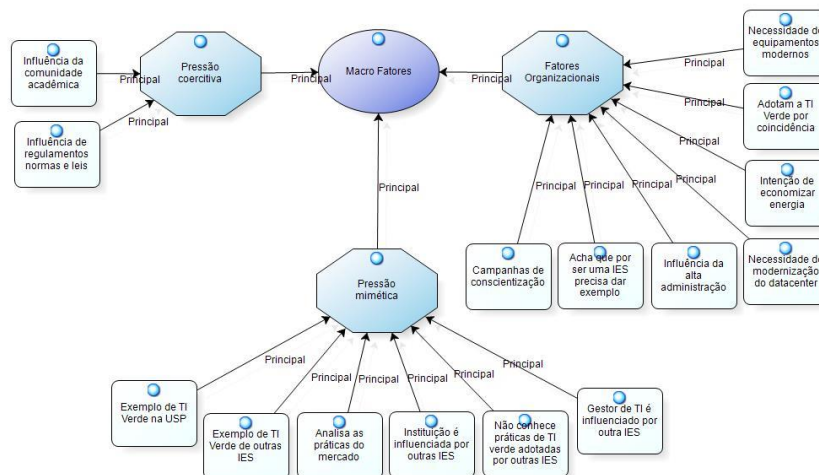 Influência da
comunidade
acadêmica
Principal
Pressão
coercitiva
Principal
Macro Fatores
Principal
Fatores
Organizacionais
Principal
Necessidade de
equipamentos
modernos
Influência de
regulamentos
normas e leis
Principal
Principal
Adotam a TI
Verde por
coincidência
Principal
Intenção de
economizar
energia
Principal
Principal
Principal
Principal
Principal
Campanhas de
conscientização
Acha que por
ser uma IES
precisa dar
exemplo
Influência da
alta
administração
Necessidade de
modernização
do datacenter
Principal
Pressão
mimética
Principal
Principal
Principal
Principal
Principal
Principal
Exemplo de TI
Verde na USP
Exemplo de TI
Verde de outras
IES
Analisa as
práticas do
mercado
Instituição é
influenciada por
outras IES
Não conhece
práticas de TI
verde adotadas
por outras IES
Gestor de TI é
influenciado por
outra IES